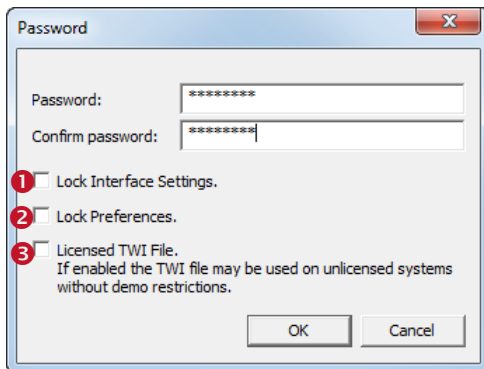 Password
Password: ********
Confirm password: ********
1 Lock Interface Settings.
2 Lock Preferences.
3 Licensed TWI File.
If enabled the TWI file may be used on unlicensed systems
without demo restrictions.
OK Cancel